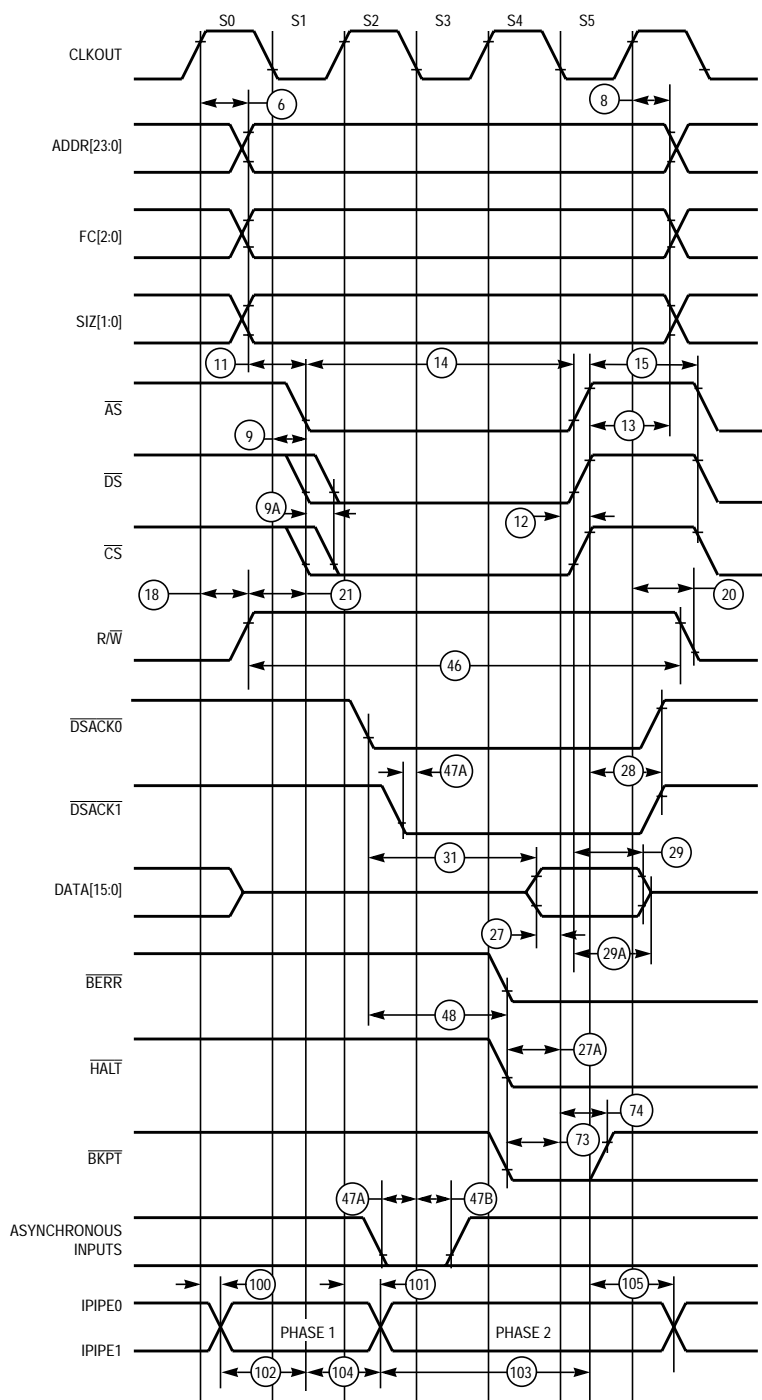 S0 S1 S2 S3 S4 S5
CLKOUT
6 8
ADDR[23:0]
FC[2:0]
SIZ[1:0]
11 14 15
AS
13
9
DS
9A 12
CS
18 21 20
R/W
46
DSACK0
47A 28
DSACK1
31 29
DATA[15:0]
27
29A
BERR
48
27A
HALT
74
73
BKPT
47A 47B
ASYNCHRONOUS
INPUTS
100 101 105
IPIPE0
PHASE 1 PHASE 2
IPIPE1
102 104 103